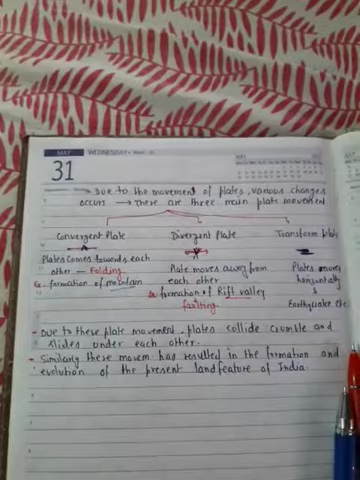 MAY
WEDNESDAY
31
MAY
Due to the movement of plates, various changes
occurs → There are three main plate movement
Convergent Plate
Divergent Plate
Transform plate
Plates Comes towards each
other — Folding
Ex. formation of mountain
Plate moves away from
each other
Ex. formation of Rift valley
faulting
Plates moves
horizontally
Earthquake
- Due to these plate movement, plates collide crumble and
slides under each other.
- Similarly these movem has resulted in the formation and
evolution of the present landfeature of India.